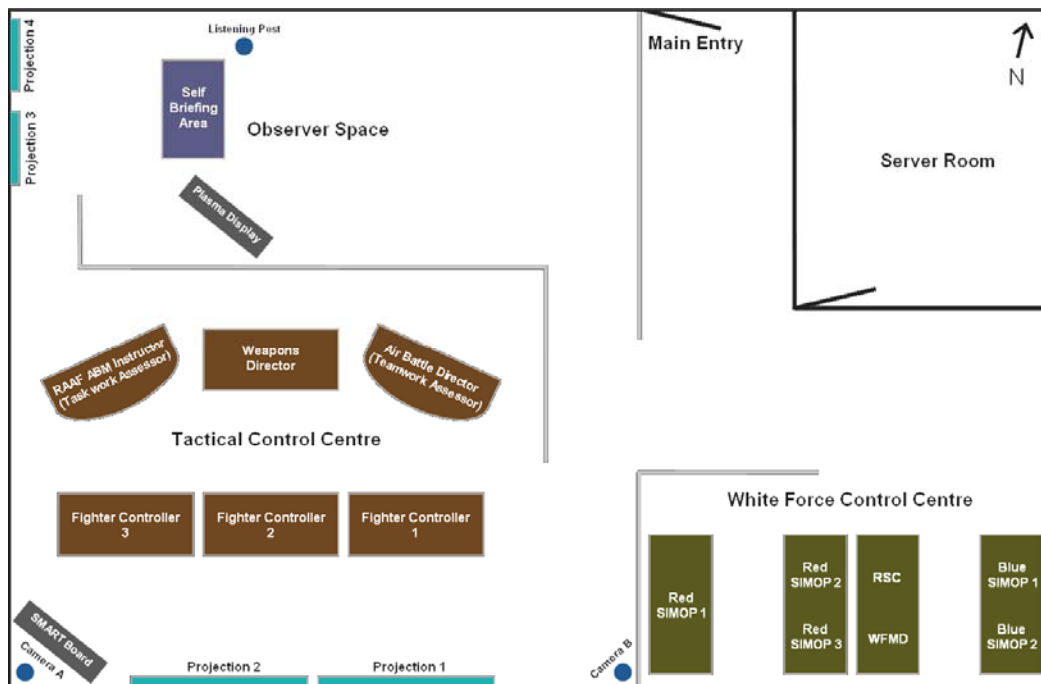 Projection 4
Projection 3
Listening Post
Self
Briefing
Area
Observer Space
Plasma Display
Main Entry
N
Server Room
RAAF ABM Instructor
(Task work Assessor)
Weapons
Director
Air Battle Director
(Teamwork Assessor)
Tactical Control Centre
Fighter Controller
3
Fighter Controller
2
Fighter Controller
1
White Force Control Centre
Red
SIMOP 1
Red
SIMOP 2
Red
SIMOP 3
RSC
WFMD
Blue
SIMOP 1
Blue
SIMOP 2
SMART Board
Camera A
Projection 2
Projection 1
Camera B